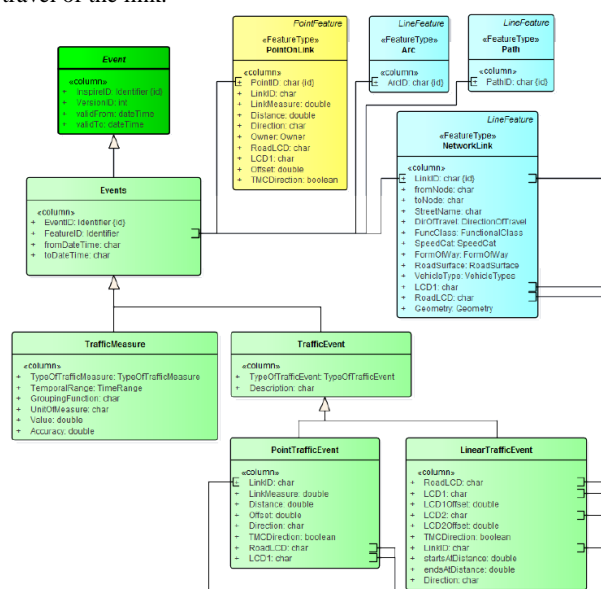 travel of the link.
Event
«column»
+ InspireID: Identifier {id}
+ VersionID: int
+ validFrom: dateTime
+ validTo: dateTime
PointFeature
«FeatureType»
PointOnLink
«column»
+ PointID: char {id}
+ LinkID: char
+ LinkMeasure: double
+ Distance: double
+ Direction: char
+ Owner: Owner
+ RoadLCD: char
+ LCD1: char
+ Offset: double
+ TMCDirection: boolean
LineFeature
«FeatureType»
Arc
«column»
+ ArcID: char {id}
LineFeature
«FeatureType»
Path
«column»
+ PathID: char {id}
LineFeature
«FeatureType»
NetworkLink
«column»
+ LinkID: char {id}
+ fromNode: char
+ toNode: char
+ StreetName: char
+ DirOfTravel: DirectionOfTravel
+ FuncClass: FunctionalClass
+ SpeedCat: SpeedCat
+ FormOfWay: FormOfWay
+ RoadSurface: RoadSurface
+ VehicleType: VehicleTypes
+ LCD1: char
+ RoadLCD: char
+ Geometry: Geometry
Events
«column»
+ EventID: Identifier {id}
+ FeatureID: Identifier
+ fromDateTime: char
+ toDateTime: char
TrafficMeasure
«column»
+ TypeOfTrafficMeasure: TypeOfTrafficMeasure
+ TemporalRange: TimeRange
+ GroupingFunction: char
+ UnitOfMeasure: char
+ Value: double
+ Accuracy: double
TrafficEvent
«column»
+ TypeOfTrafficEvent: TypeOfTrafficEvent
+ Description: char
PointTrafficEvent
«column»
+ LinkID: char
+ LinkMeasure: double
+ Distance: double
+ Offset: double
+ Direction: char
+ TMCDirection: boolean
+ RoadLCD: char
+ LCD1: char
LinearTrafficEvent
«column»
+ RoadLCD: char
+ LCD1: char
+ LCD1Offset: double
+ LCD2: char
+ LCD2Offset: double
+ TMCDirection: boolean
+ LinkID: char
+ startsAtDistance: double
+ endsAtDistance: double
+ Direction: char